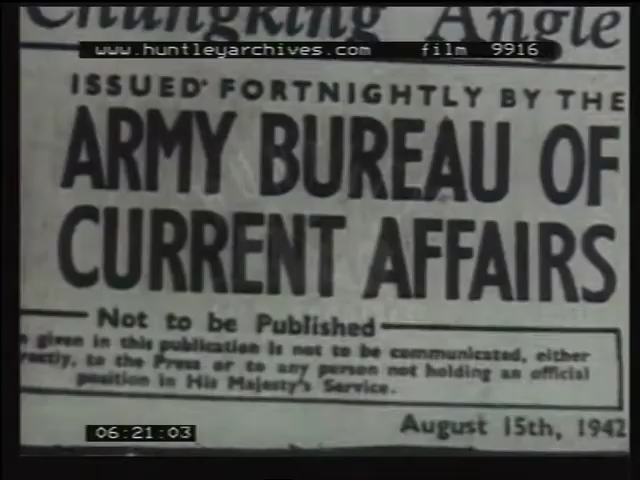 Chungking Angle
www.huntleyarchives.com film 9916
ISSUED FORTNIGHTLY BY THE
ARMY BUREAU OF
CURRENT AFFAIRS
Not to be Published
given in this publication is not to be communicated, either
to the Press or to any person not holding an official
position in His Majesty's Service.
August 15th, 1942
06:21:03